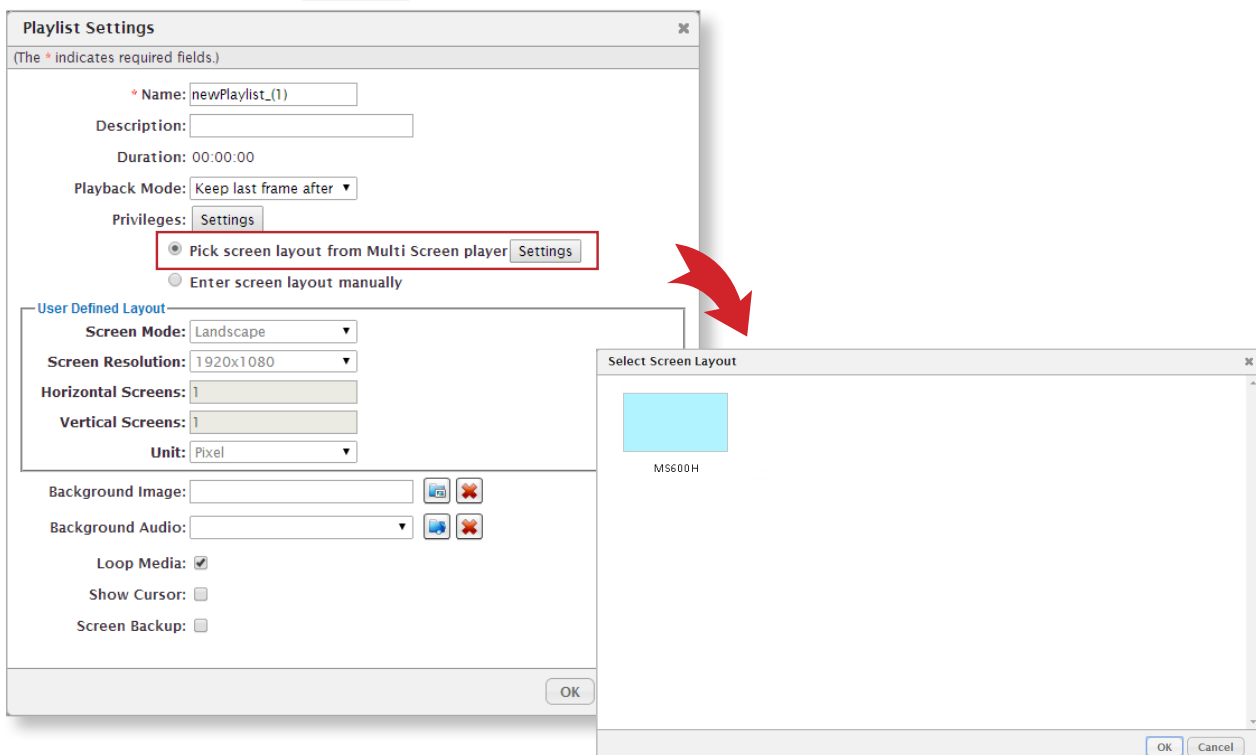 Playlist Settings
(The * indicates required fields.)
* Name: newPlaylist_(1)
Description:
Duration: 00:00:00
Playback Mode: Keep last frame after
Privileges: Settings
Pick screen layout from Multi Screen player Settings
Enter screen layout manually
User Defined Layout
Screen Mode: Landscape
Screen Resolution: 1920x1080
Horizontal Screens: 1
Vertical Screens: 1
Unit: Pixel
Background Image:
Background Audio:
Loop Media:
Show Cursor:
Screen Backup:
OK
Select Screen Layout
MS600H
OK Cancel